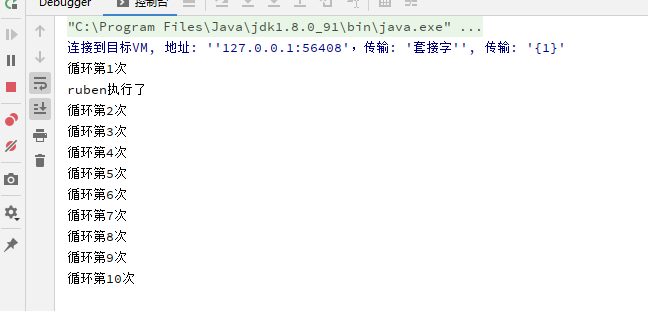 Debugger
控制台
"C:\Program Files\Java\jdk1.8.0_91\bin\java.exe" ...
连接到目标VM, 地址: ''127.0.0.1:56408', 传输: '套接字'', 传输: '{1}'
循环第1次
ruben执行了
循环第2次
循环第3次
循环第4次
循环第5次
循环第6次
循环第7次
循环第8次
循环第9次
循环第10次